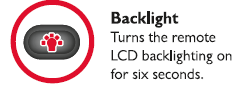 Backlight
Turns the remote
LCD backlighting on
for six seconds.